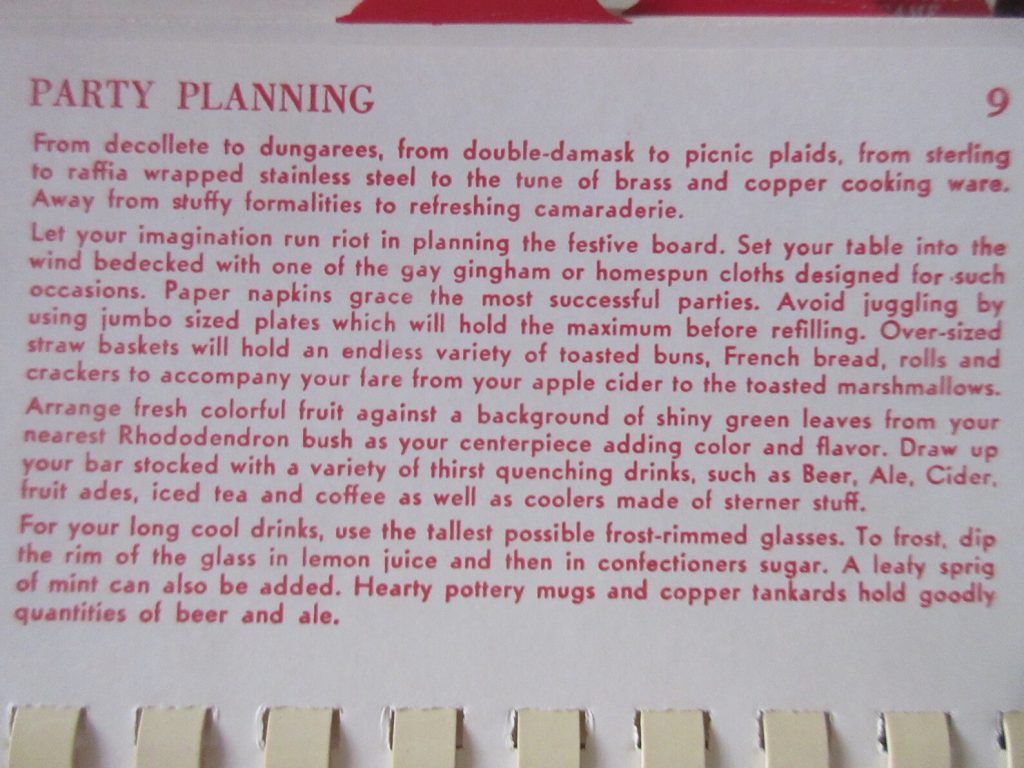 PARTY PLANNING 9
From decollete to dungarees, from double-damask to picnic plaids, from sterling
to raffia wrapped stainless steel to the tune of brass and copper cooking ware.
Away from stuffy formalities to refreshing camaraderie.
Let your imagination run riot in planning the festive board. Set your table into the
wind bedecked with one of the gay gingham or homespun cloths designed for such
occasions. Paper napkins grace the most successful parties. Avoid juggling by
using jumbo sized plates which will hold the maximum before refilling. Over-sized
straw baskets will hold an endless variety of toasted buns, French bread, rolls and
crackers to accompany your fare from your apple cider to the toasted marshmallows.
Arrange fresh colorful fruit against a background of shiny green leaves from your
nearest Rhododendron bush as your centerpiece adding color and flavor. Draw up
your bar stocked with a variety of thirst quenching drinks, such as Beer, Ale, Cider,
fruit ades, iced tea and coffee as well as coolers made of sterner stuff.
For your long cool drinks, use the tallest possible frost-rimmed glasses. To frost, dip
the rim of the glass in lemon juice and then in confectioners sugar. A leafy sprig
of mint can also be added. Hearty pottery mugs and copper tankards hold goodly
quantities of beer and ale.